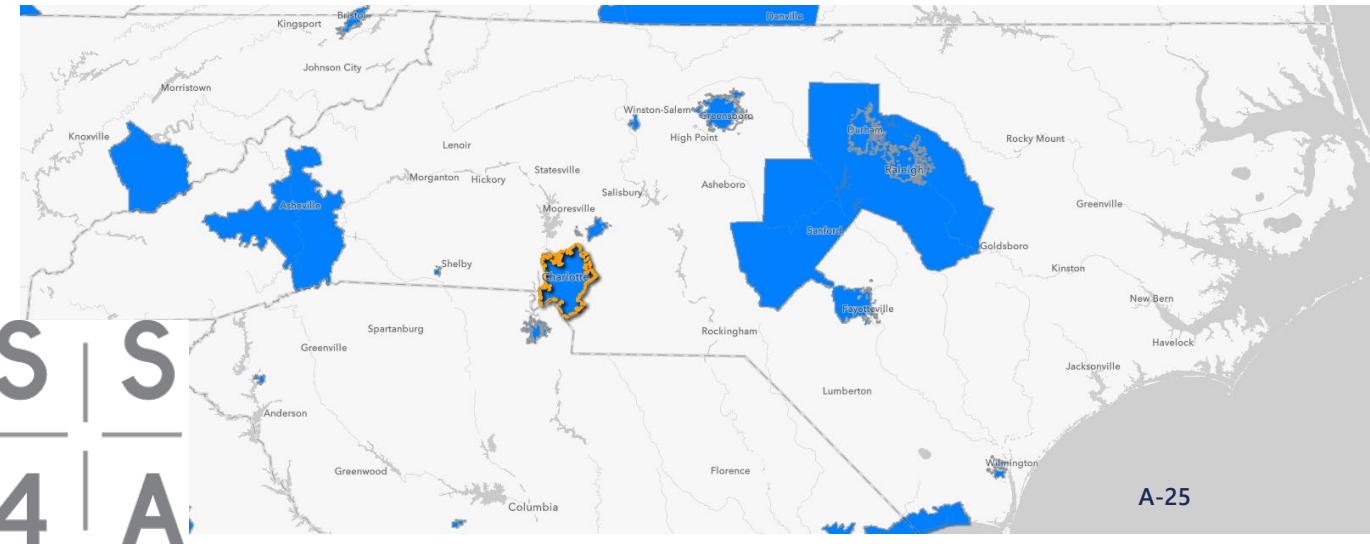 Bristol
Kingsport
Danville
Johnson City
Morristown
Winston-Salem
Greensboro
Knoxville
High Point
Durham
Rocky Mount
Lenoir
Raleigh
Statesville
Morganton
Hickory
Salisbury
Asheboro
Asheville
Mooresville
Greenville
Sanford
Goldsboro
Shelby
Charlotte
Kinston
New Bern
Fayetteville
Spartanburg
Rockingham
Havelock
Greenville
Jacksonville
Lumberton
Anderson
Greenwood
Florence
Wilmington
Columbia
S S
4 A
A-25